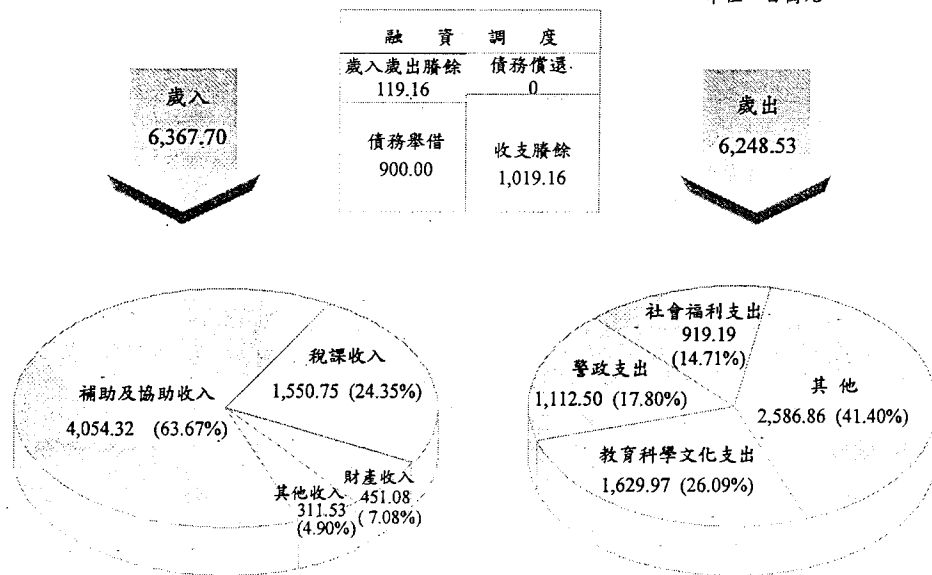 融資調度
歲入歲出賸餘 債務償還
119.16 0
債務舉借 收支賸餘
900.00 1,019.16
歲入
6,367.70
歲出
6,248.53
補助及協助收入
4,054.32 (63.67%)
稅課收入
1,550.75 (24.35%)
財產收入
451.08
(7.08%)
其他收入
311.53
(4.90%)
社會福利支出
919.19
(14.71%)
警政支出
1,112.50 (17.80%)
其他
2,586.86 (41.40%)
教育科學文化支出
1,629.97 (26.09%)